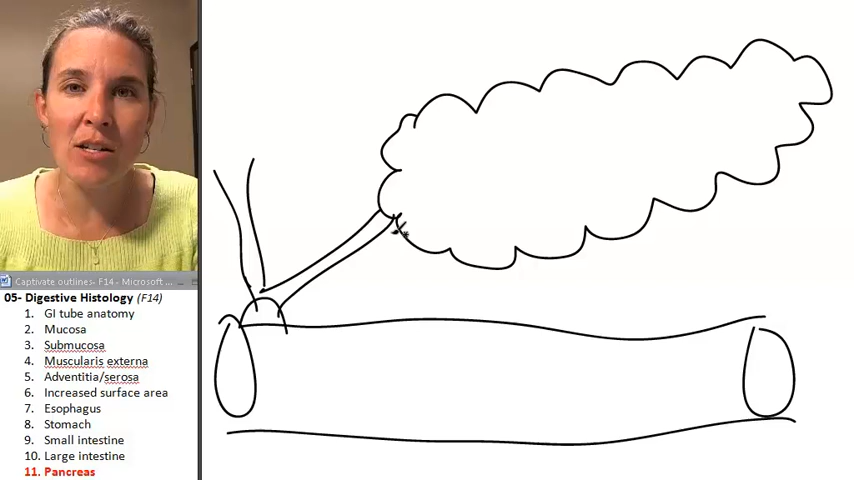 Captivate outlines- F14 - Microsoft ...
05- Digestive Histology (F14)
1. GI tube anatomy
2. Mucosa
3. Submucosa
4. Muscularis externa
5. Adventitia/serosa
6. Increased surface area
7. Esophagus
8. Stomach
9. Small intestine
10. Large intestine
11. Pancreas